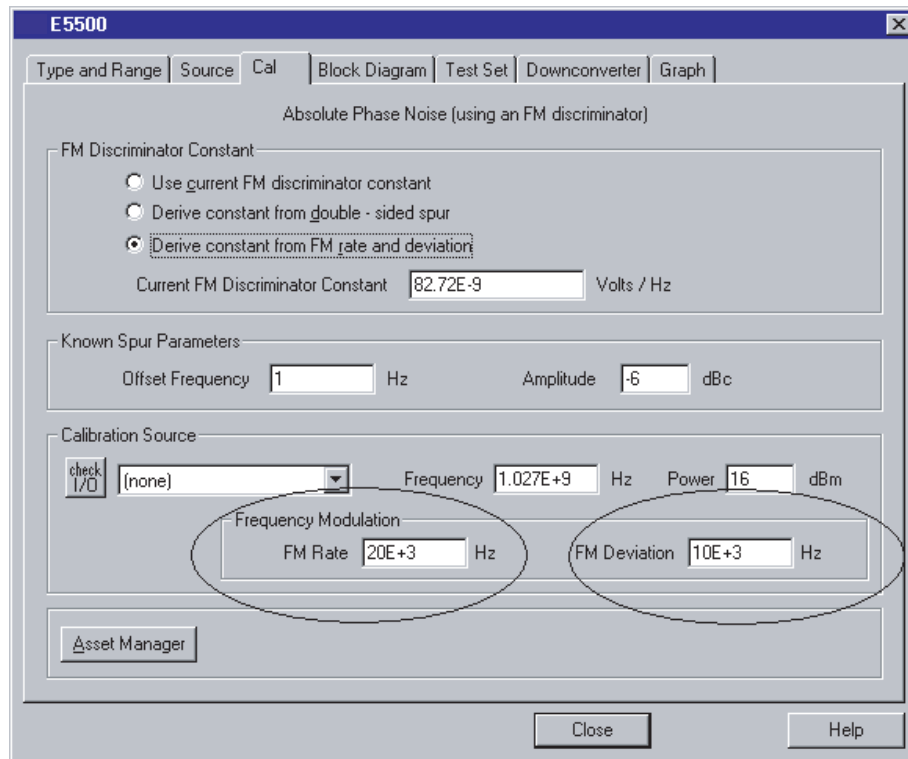 E5500
Type and Range Source Cal Block Diagram Test Set Downconverter Graph
Absolute Phase Noise (using an FM discriminator)
FM Discriminator Constant
Use current FM discriminator constant
Derive constant from double - sided spur
Derive constant from FM rate and deviation
Current FM Discriminator Constant 82.72E-9 Volts / Hz
Known Spur Parameters
Offset Frequency 1 Hz Amplitude -6 dBc
Calibration Source
check I/O (none) Frequency 1.027E+9 Hz Power 16 dBm
Frequency Modulation
FM Rate 20E+3 Hz FM Deviation 10E+3 Hz
Asset Manager
Close Help